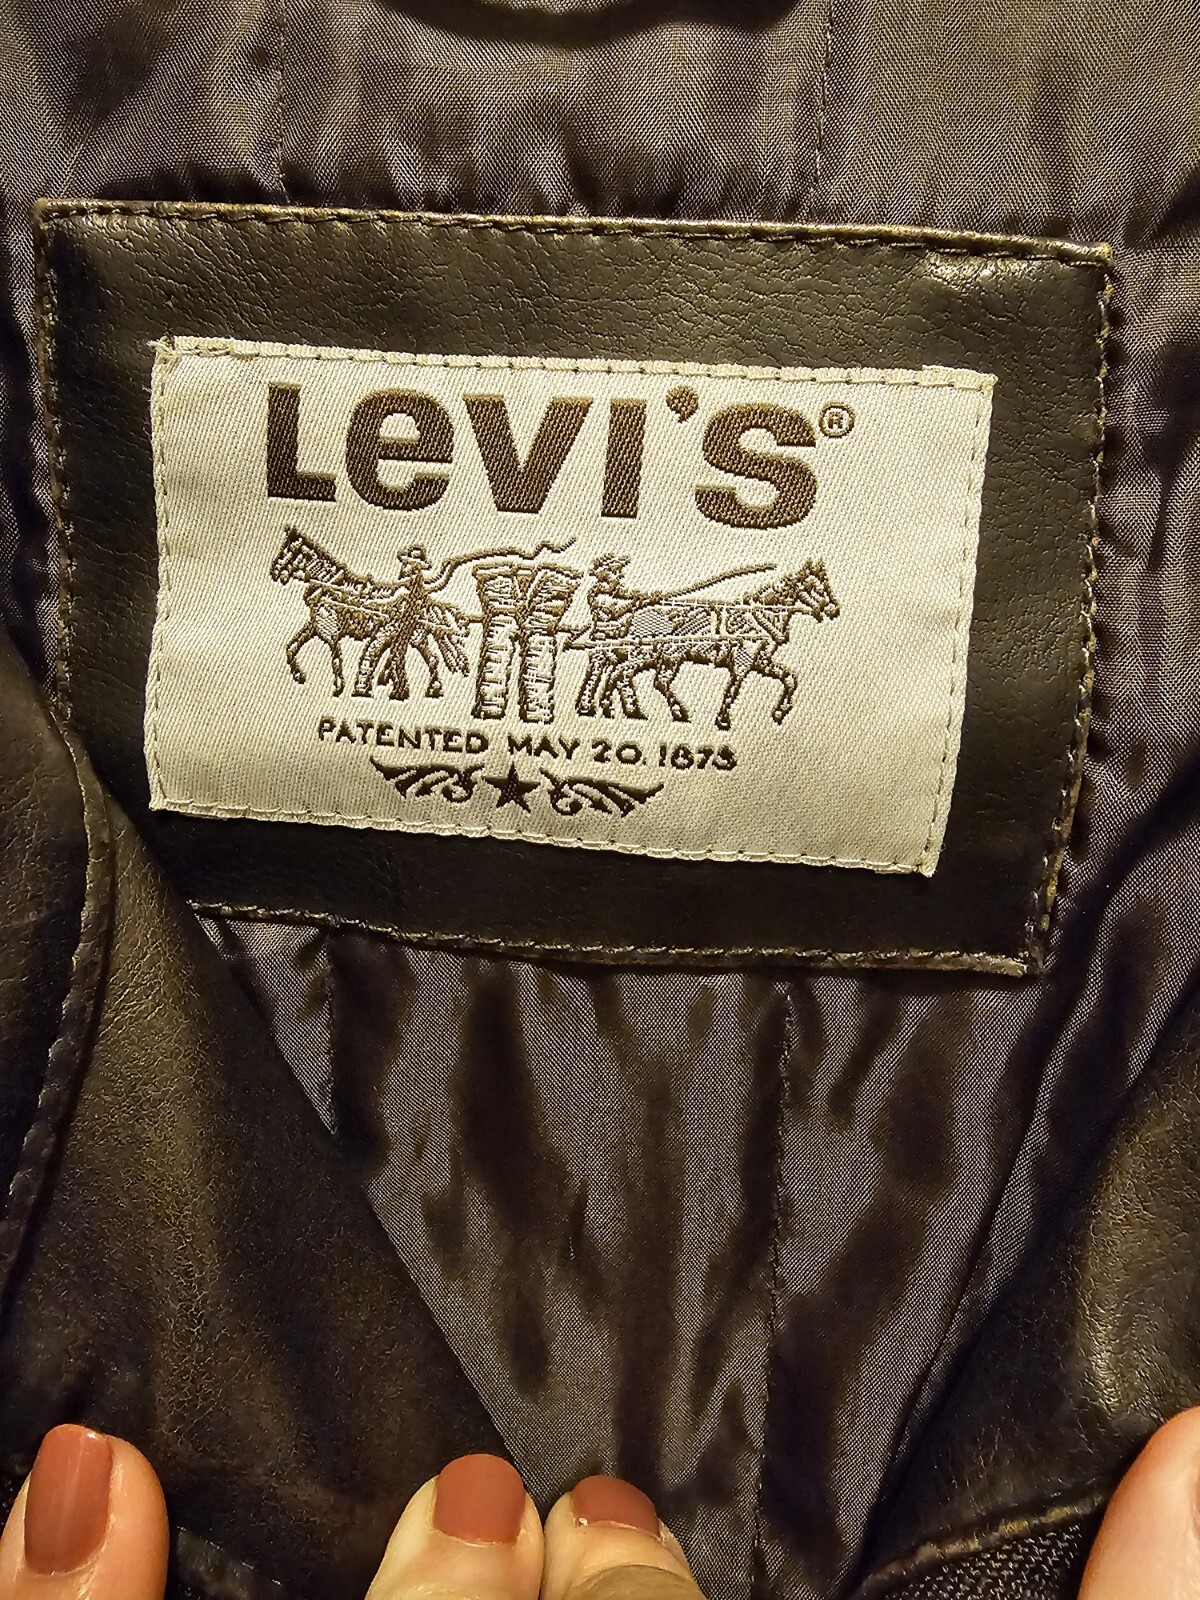 Levi's®
PATENTED MAY 20, 1873